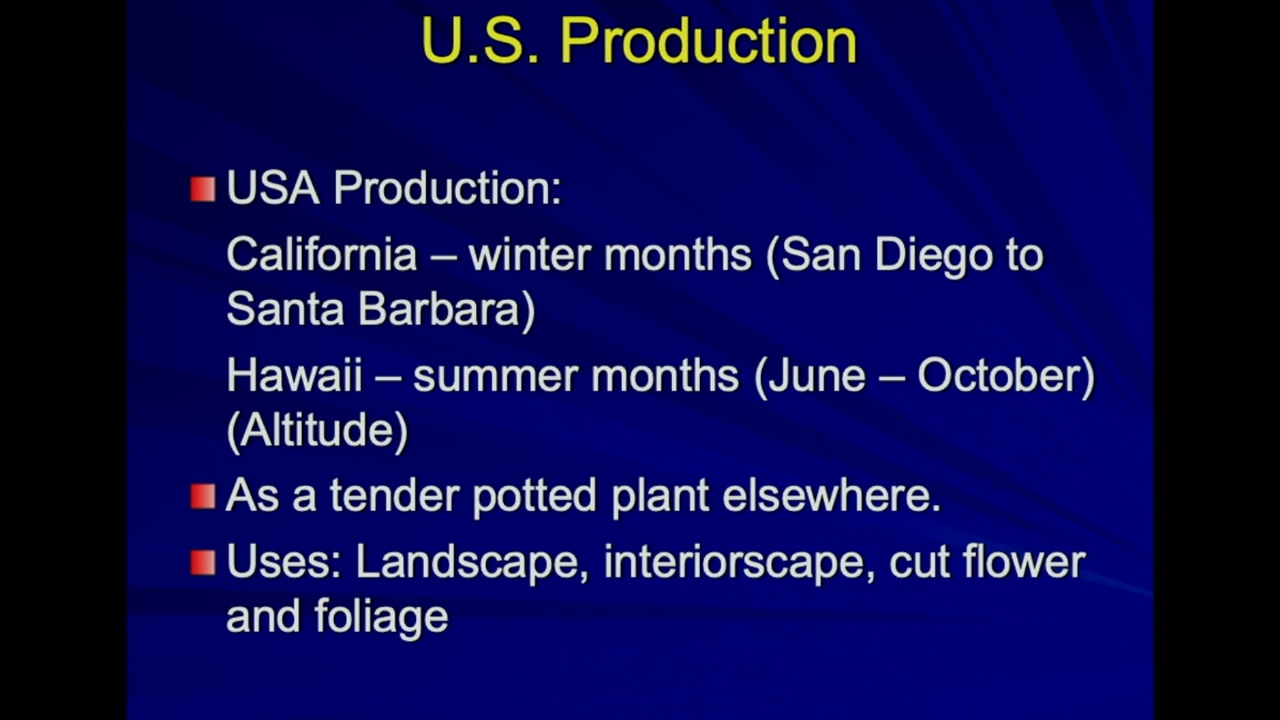 U.S. Production
USA Production:
California – winter months (San Diego to
Santa Barbara)
Hawaii – summer months (June – October)
(Altitude)
As a tender potted plant elsewhere.
Uses: Landscape, interiorscape, cut flower
and foliage